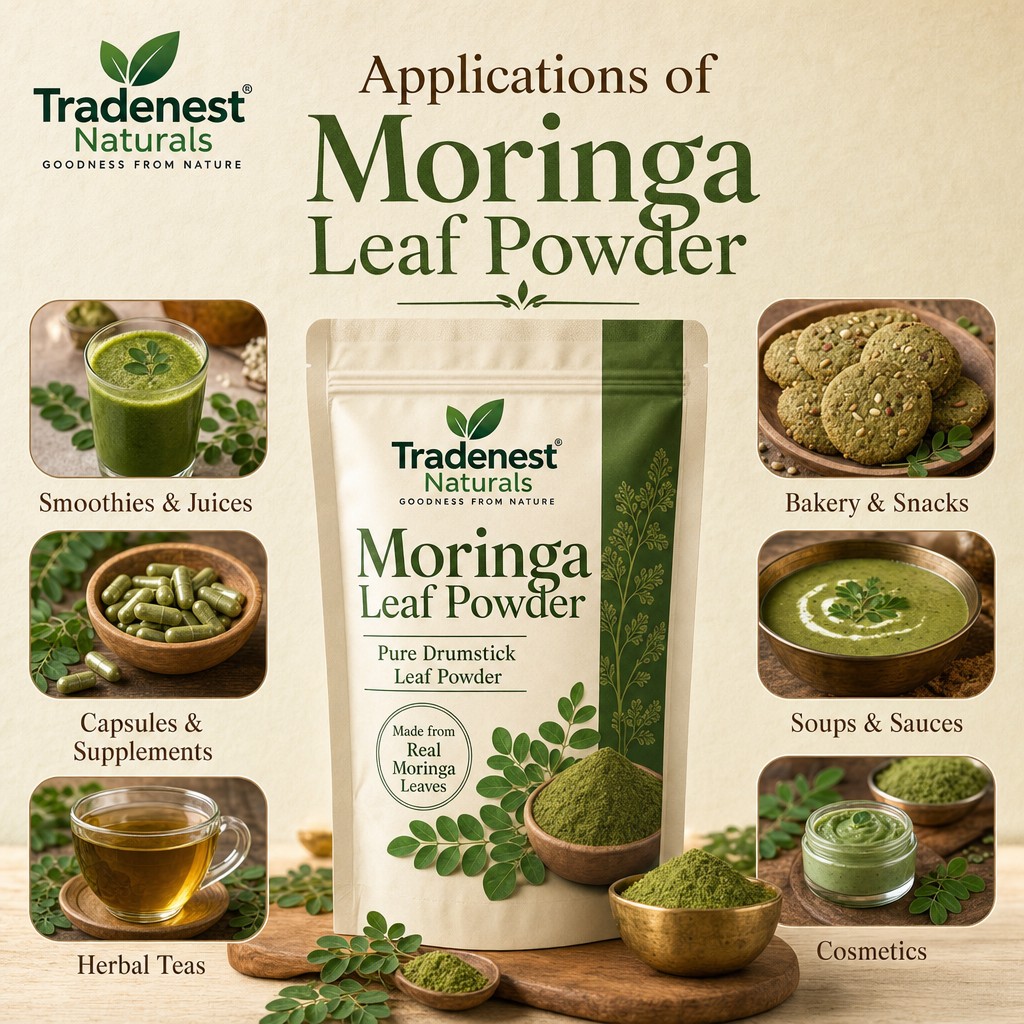 Tradenest®
Naturals
GOODNESS FROM NATURE
Applications of
Moringa
Leaf Powder
Smoothies & Juices
Capsules &
Supplements
Herbal Teas
Tradenest®
Naturals
GOODNESS FROM NATURE
Moringa
Leaf Powder
Pure Drumstick
Leaf Powder
Made from
Real
Moringa
Leaves
Bakery & Snacks
Soups & Sauces
Cosmetics